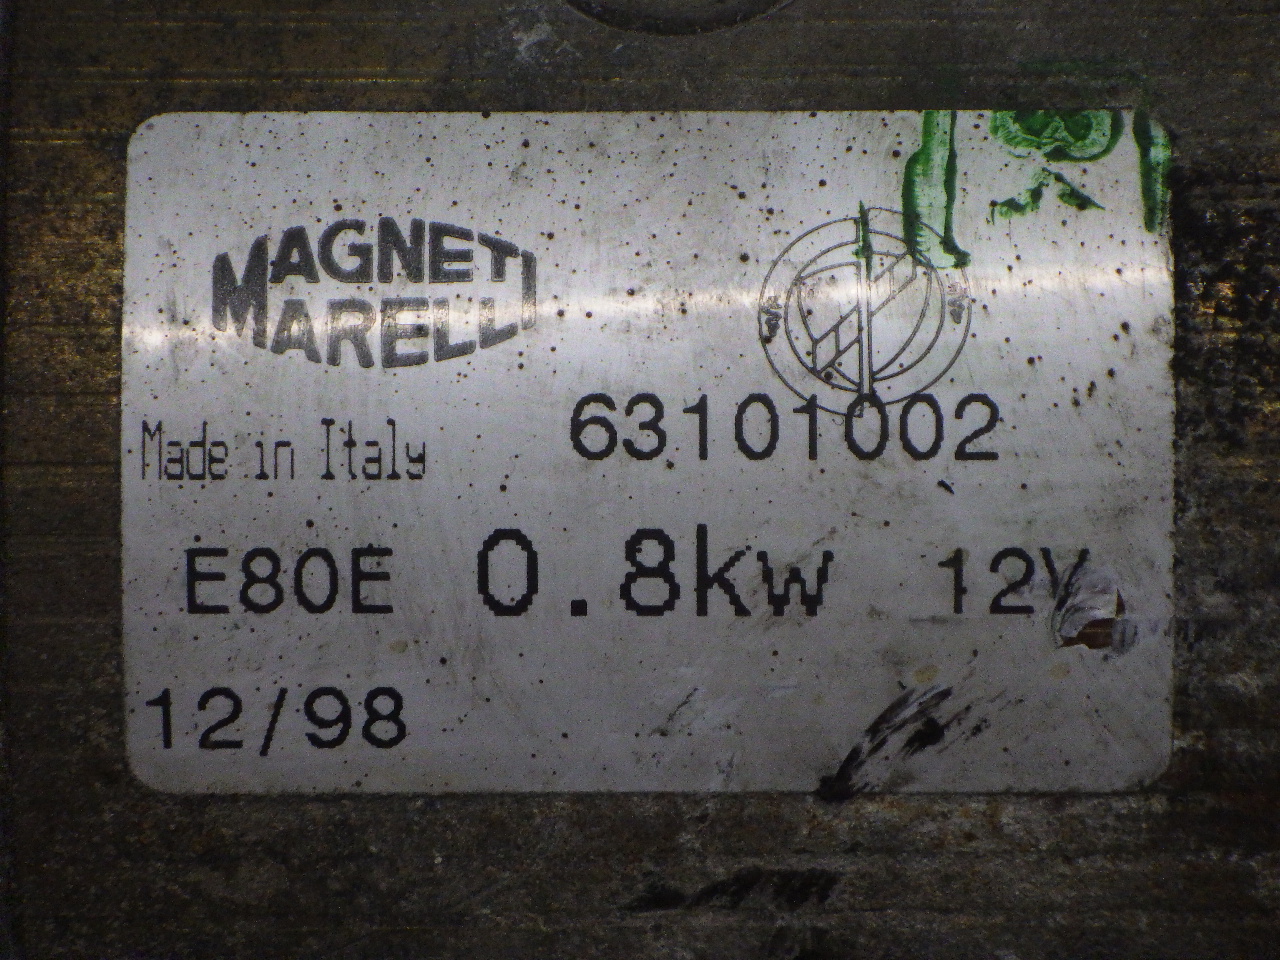 MAGNETI
MARELLI
63101002
Made in Italy
E80E 0.8kw 12V
12/98